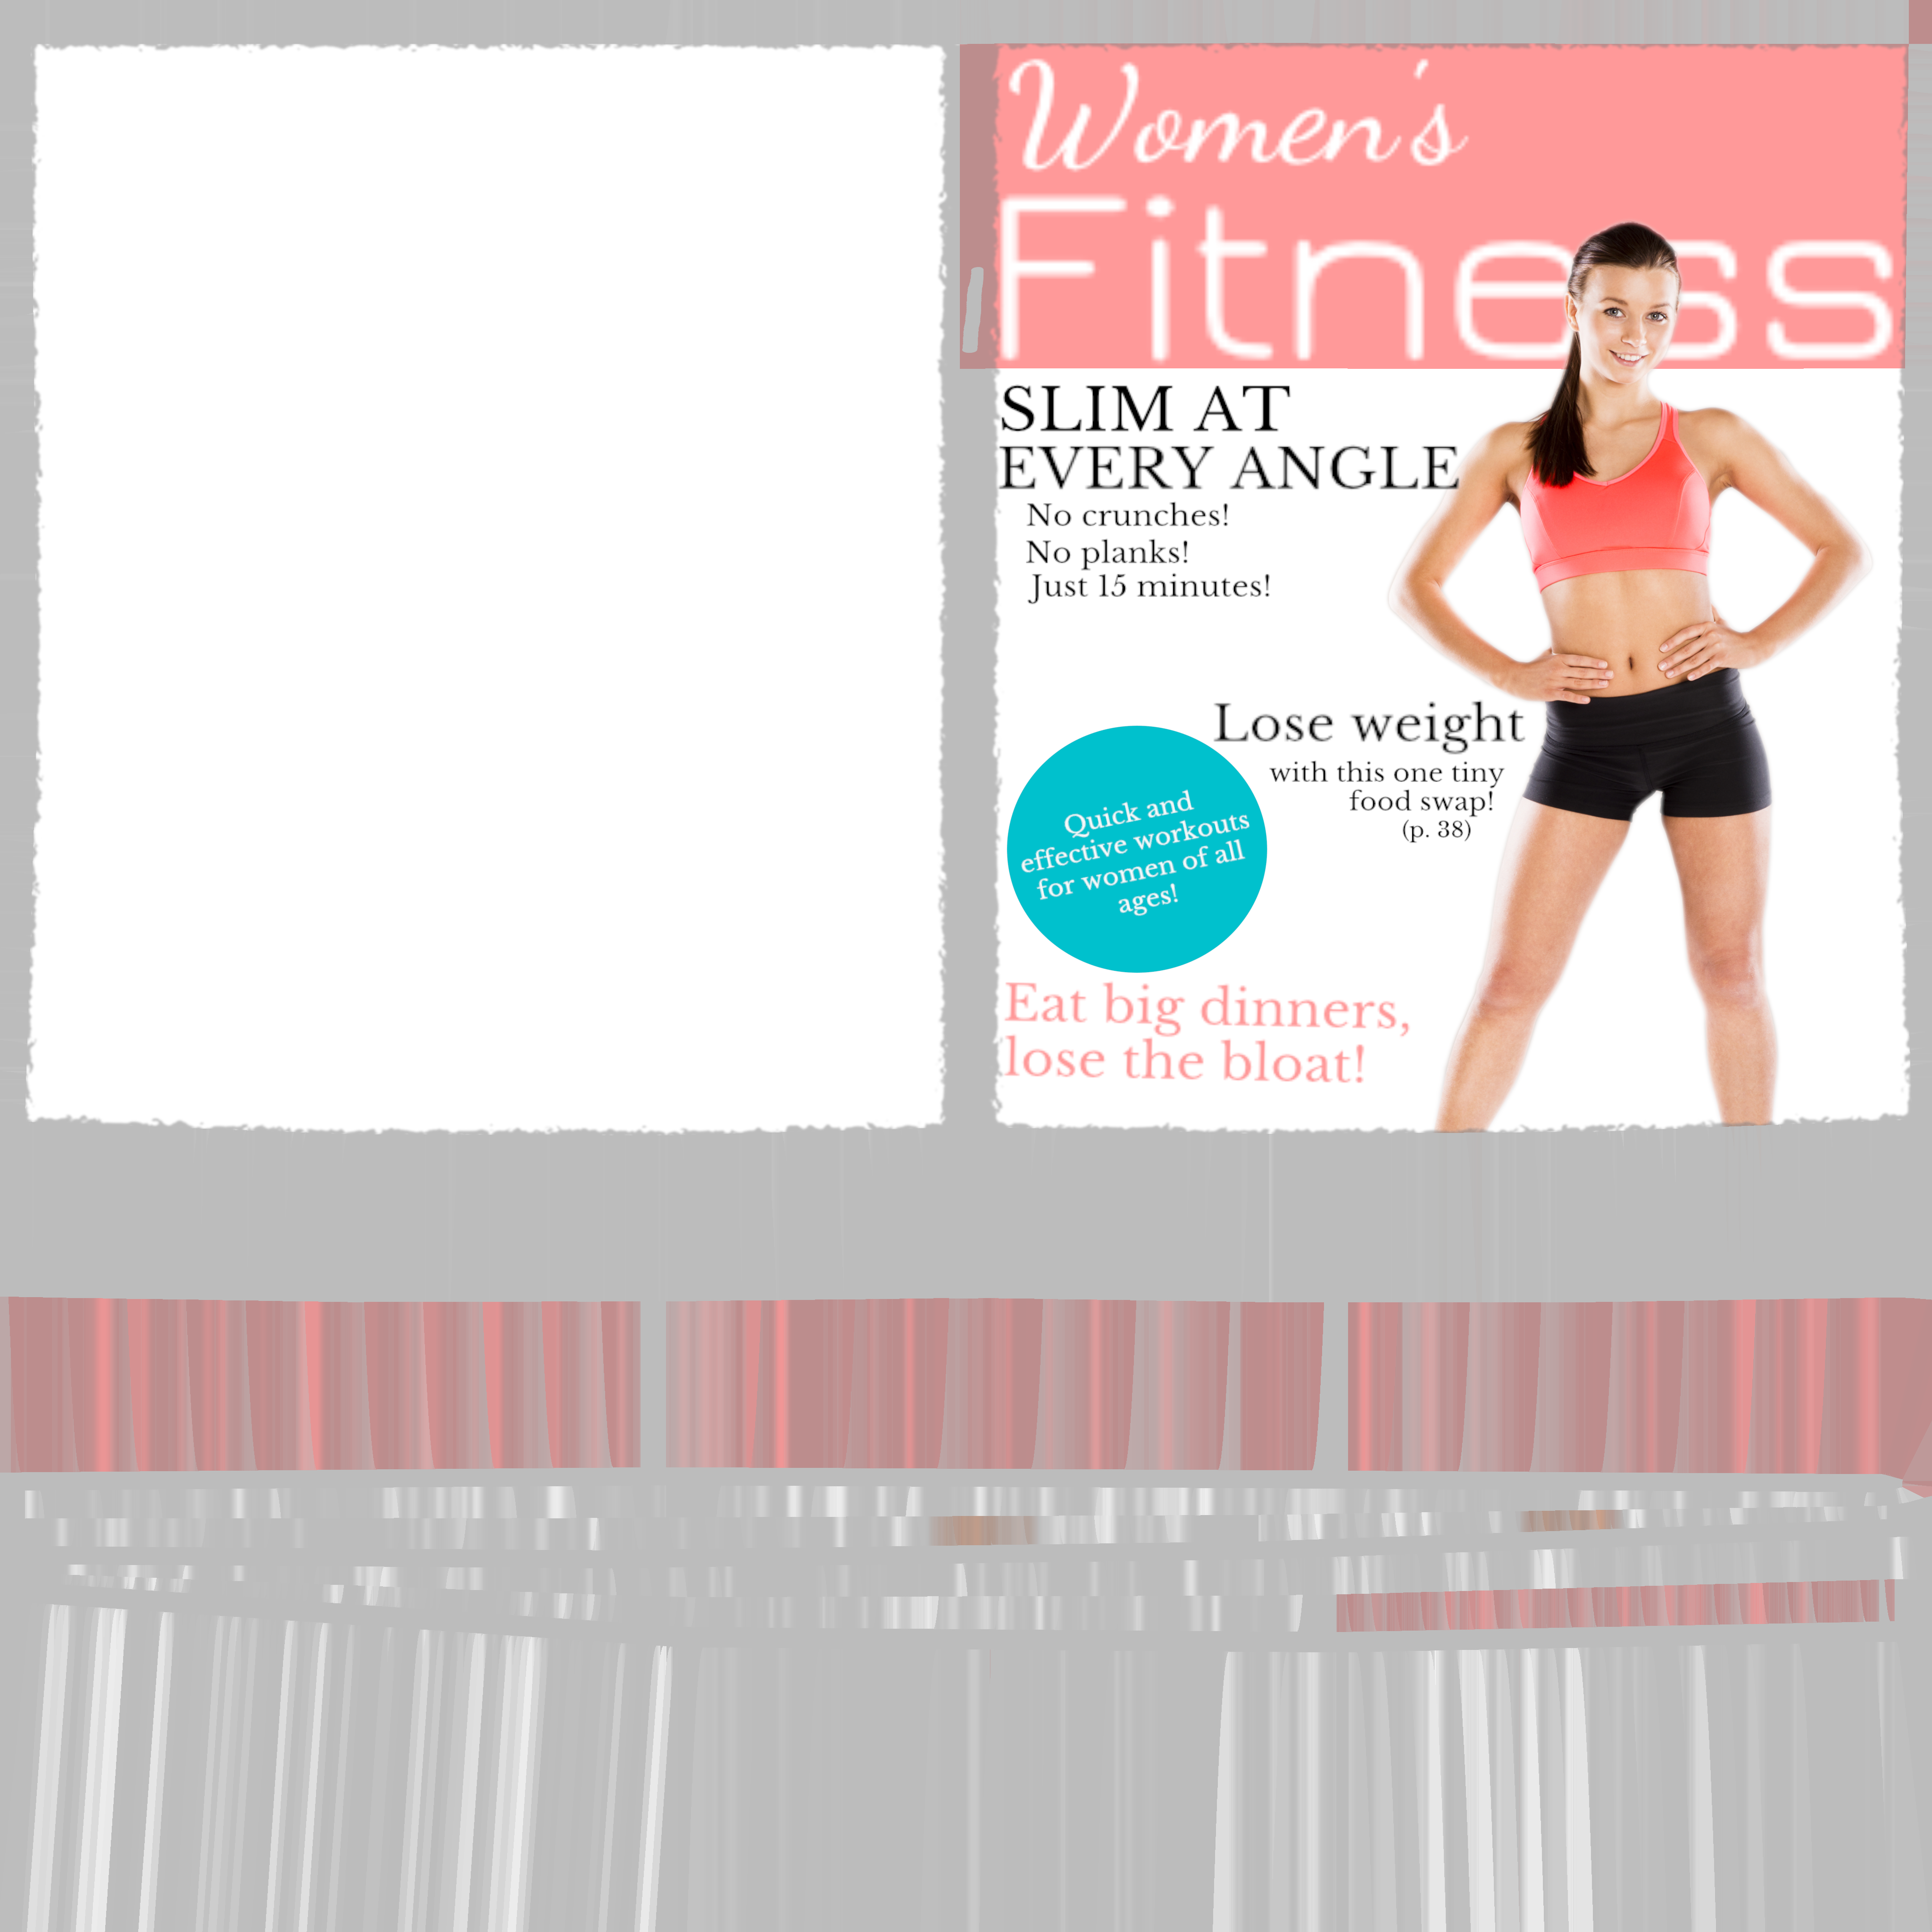 Women's
Fitness
SLIM AT
EVERY ANGLE
No crunches!
No planks!
Just 15 minutes!
Lose weight
with this one tiny
food swap!
(p. 38)
Quick and
effective workouts
for women of all
ages!
Eat big dinners,
lose the bloat!